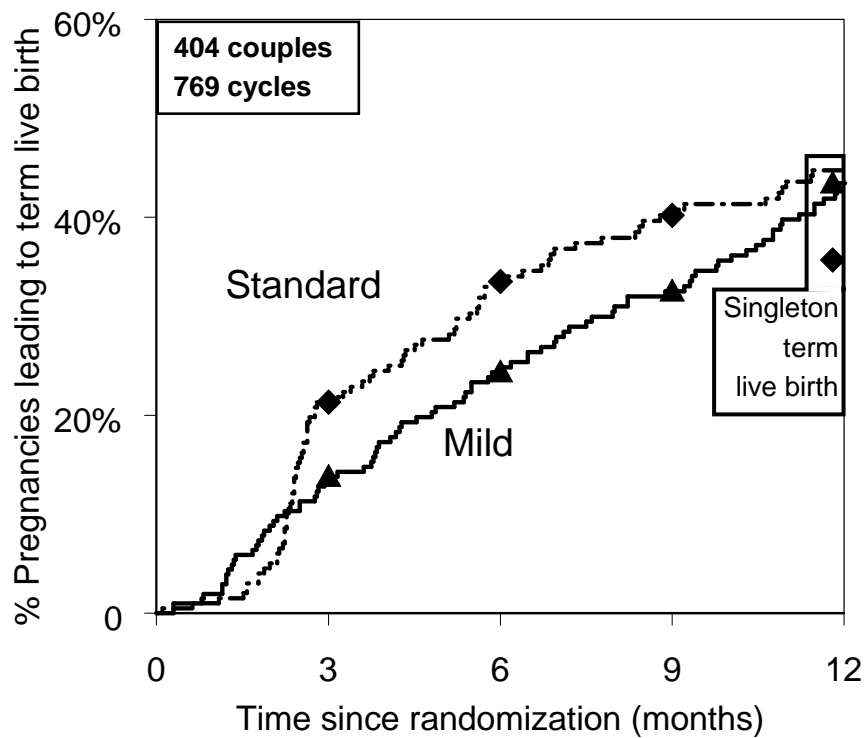 60%
404 couples
769 cycles
40%
Standard
Singleton
term
live birth
20%
Mild
0
0
3
6
9
12
Time since randomization (months)
% Pregnancies leading to term live birth